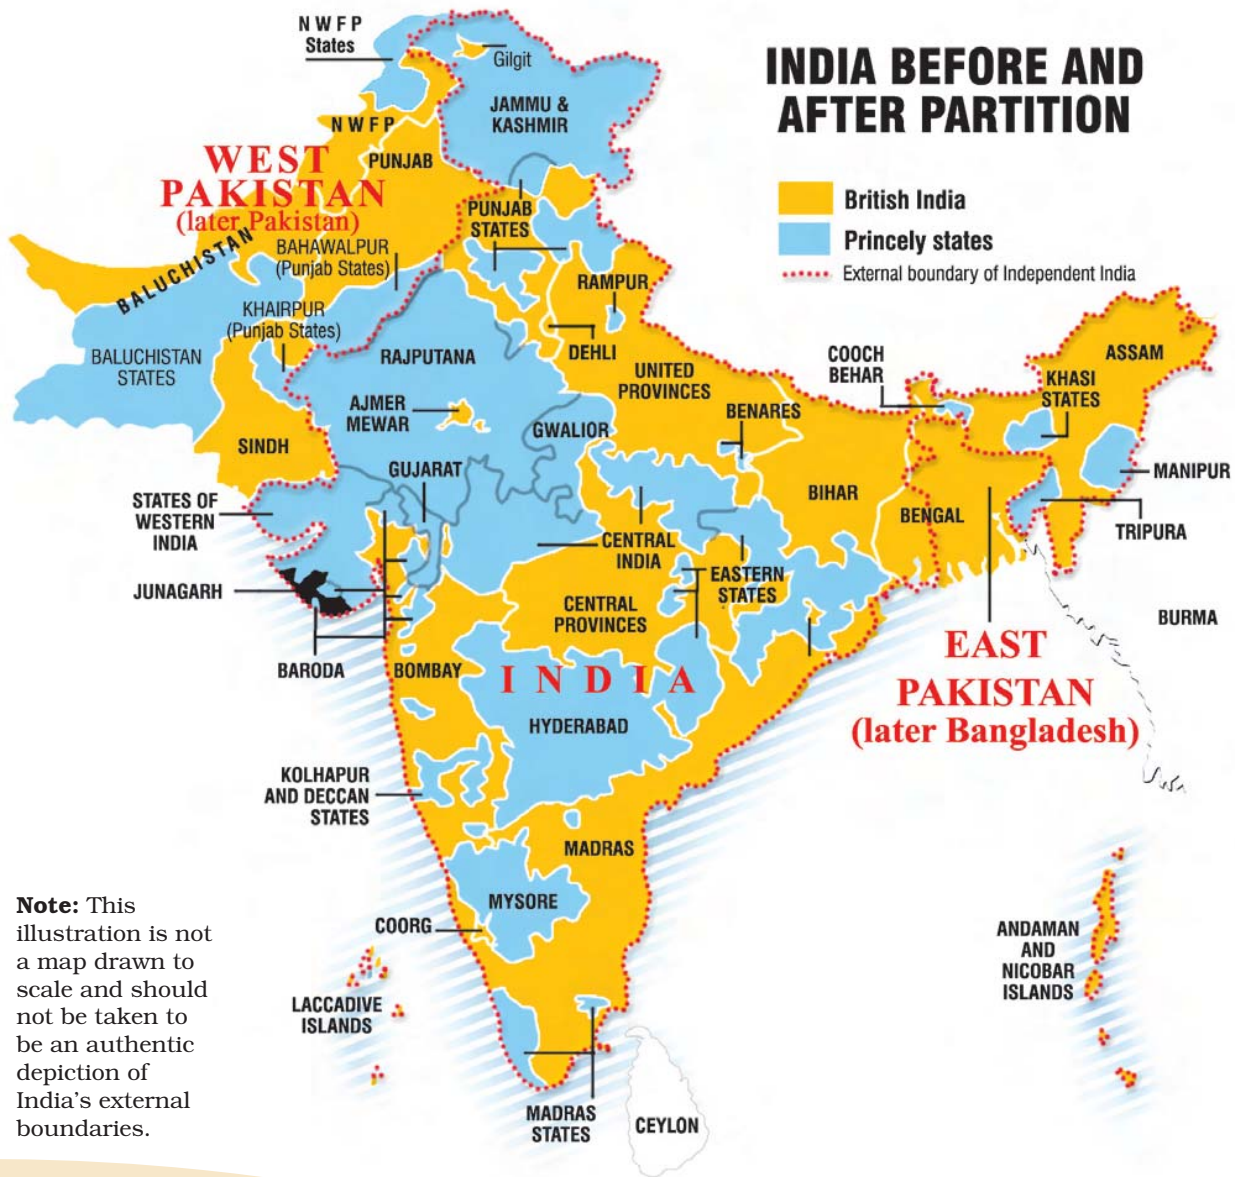 INDIA BEFORE AND
AFTER PARTITION
British India
Princely states
External boundary of Independent India
N W F P
States
Gilgit
JAMMU &
KASHMIR
N W F P
PUNJAB
WEST
PAKISTAN
(later Pakistan)
PUNJAB
STATES
BALUCHISTAN
BAHAWALPUR
(Punjab States)
RAMPUR
KHAIRPUR
(Punjab States)
BALUCHISTAN
STATES
RAJPUTANA
DEHLI
UNITED
PROVINCES
COOCH
BEHAR
ASSAM
KHASI
STATES
AJMER
MEWAR
BENARES
GWALIOR
SINDH
GUJARAT
MANIPUR
STATES OF
WESTERN
INDIA
BIHAR
BENGAL
TRIPURA
CENTRAL
INDIA
EASTERN
STATES
JUNAGARH
CENTRAL
PROVINCES
BURMA
EAST
PAKISTAN
(later Bangladesh)
BARODA
BOMBAY
I N D I A
HYDERABAD
KOLHAPUR
AND DECCAN
STATES
MADRAS
MYSORE
COORG
ANDAMAN
AND
NICOBAR
ISLANDS
LACCADIVE
ISLANDS
MADRAS
STATES
CEYLON
Note: This
illustration is not
a map drawn to
scale and should
not be taken to
be an authentic
depiction of
India's external
boundaries.